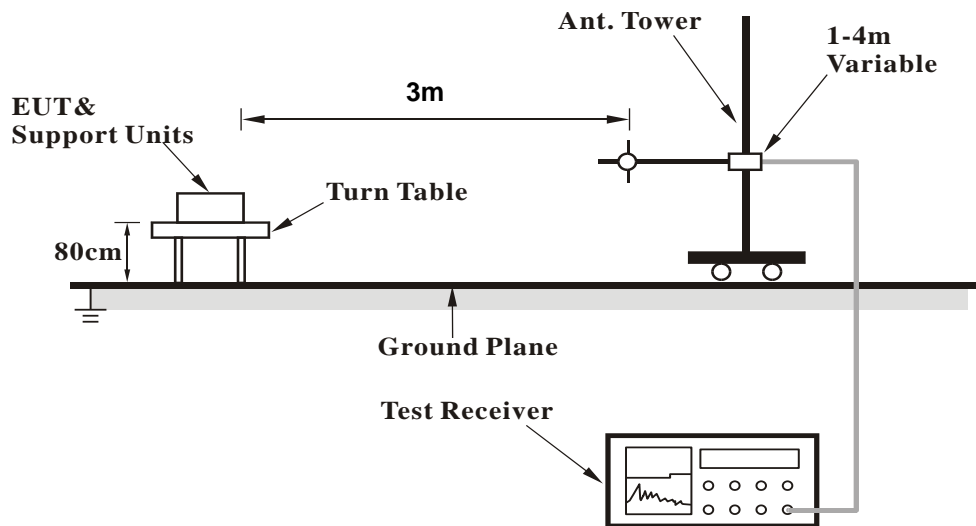 Ant. Tower
1-4m
Variable
3m
EUT&
Support Units
Turn Table
80cm
Ground Plane
Test Receiver